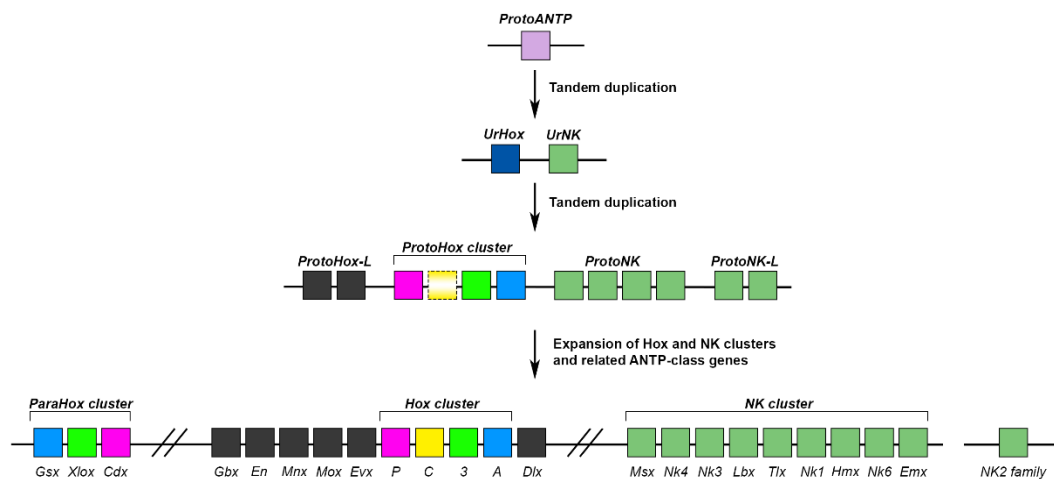 ProtoANTP
Tandem duplication
UrHox UrNK
Tandem duplication
ProtoHox-L ProtoHox cluster ProtoNK ProtoNK-L
Expansion of Hox and NK clusters
and related ANTP-class genes
ParaHox cluster Hox cluster NK cluster
Gsx Xlox Cdx Gbx En Mnx Mox Evx P C 3 A Dlx Msx Nk4 Nk3 Lbx Tlx Nk1 Hmx Nk6 Emx NK2 family